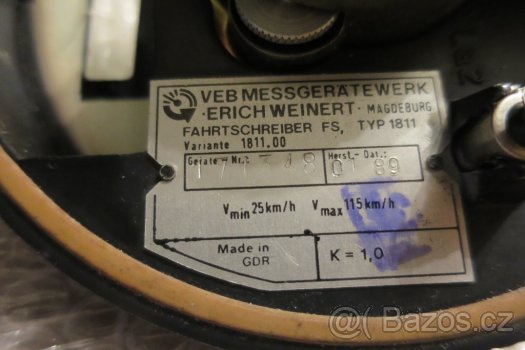 VEB MESSGERÄTEWERK
·ERICH WEINERT· MAGDEBURG
FAHRTSCHREIBER FS, TYP 1811
Variante 1811.00
Geräte-Nr.: Herst.-Dat.:
89
Vmin 25km/h Vmax 115km/h
Made in GDR
K = 1,0
Bazos.cz